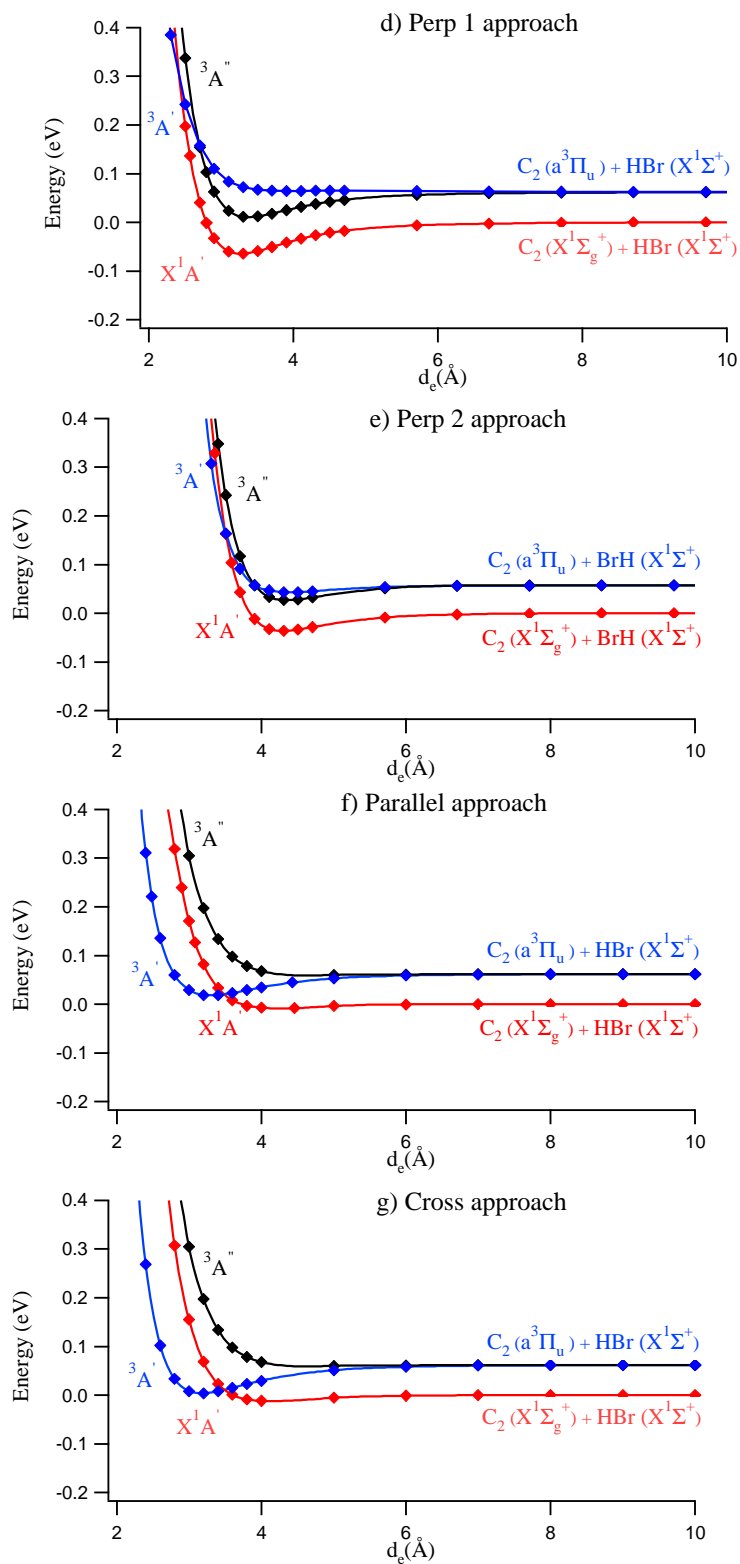 d) Perp 1 approach
0.4
0.3
0.2
0.1
0.0
-0.1
-0.2
Energy (eV)
³A"
³A'
X¹A'
C₂ (a³Πᵤ) + HBr (X¹Σ⁺)
C₂ (X¹Σg⁺) + HBr (X¹Σ⁺)
2 4 6 8 10
dₑ(Å)
e) Perp 2 approach
0.4
0.3
0.2
0.1
0.0
-0.1
-0.2
Energy (eV)
³A'
³A"
X¹A'
C₂ (a³Πᵤ) + BrH (X¹Σ⁺)
C₂ (X¹Σg⁺) + BrH (X¹Σ⁺)
2 4 6 8 10
dₑ(Å)
f) Parallel approach
0.4
0.3
0.2
0.1
0.0
-0.1
-0.2
Energy (eV)
³A"
³A'
X¹A'
C₂ (a³Πᵤ) + HBr (X¹Σ⁺)
C₂ (X¹Σg⁺) + HBr (X¹Σ⁺)
2 4 6 8 10
dₑ(Å)
g) Cross approach
0.4
0.3
0.2
0.1
0.0
-0.1
-0.2
Energy (eV)
³A"
³A'
X¹A'
C₂ (a³Πᵤ) + HBr (X¹Σ⁺)
C₂ (X¹Σg⁺) + HBr (X¹Σ⁺)
2 4 6 8 10
dₑ(Å)